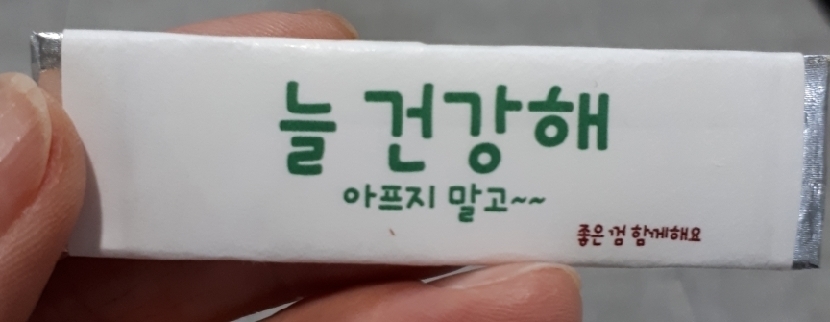 늘 건강해
아프지 말고~~
좋은 껌 함께해요